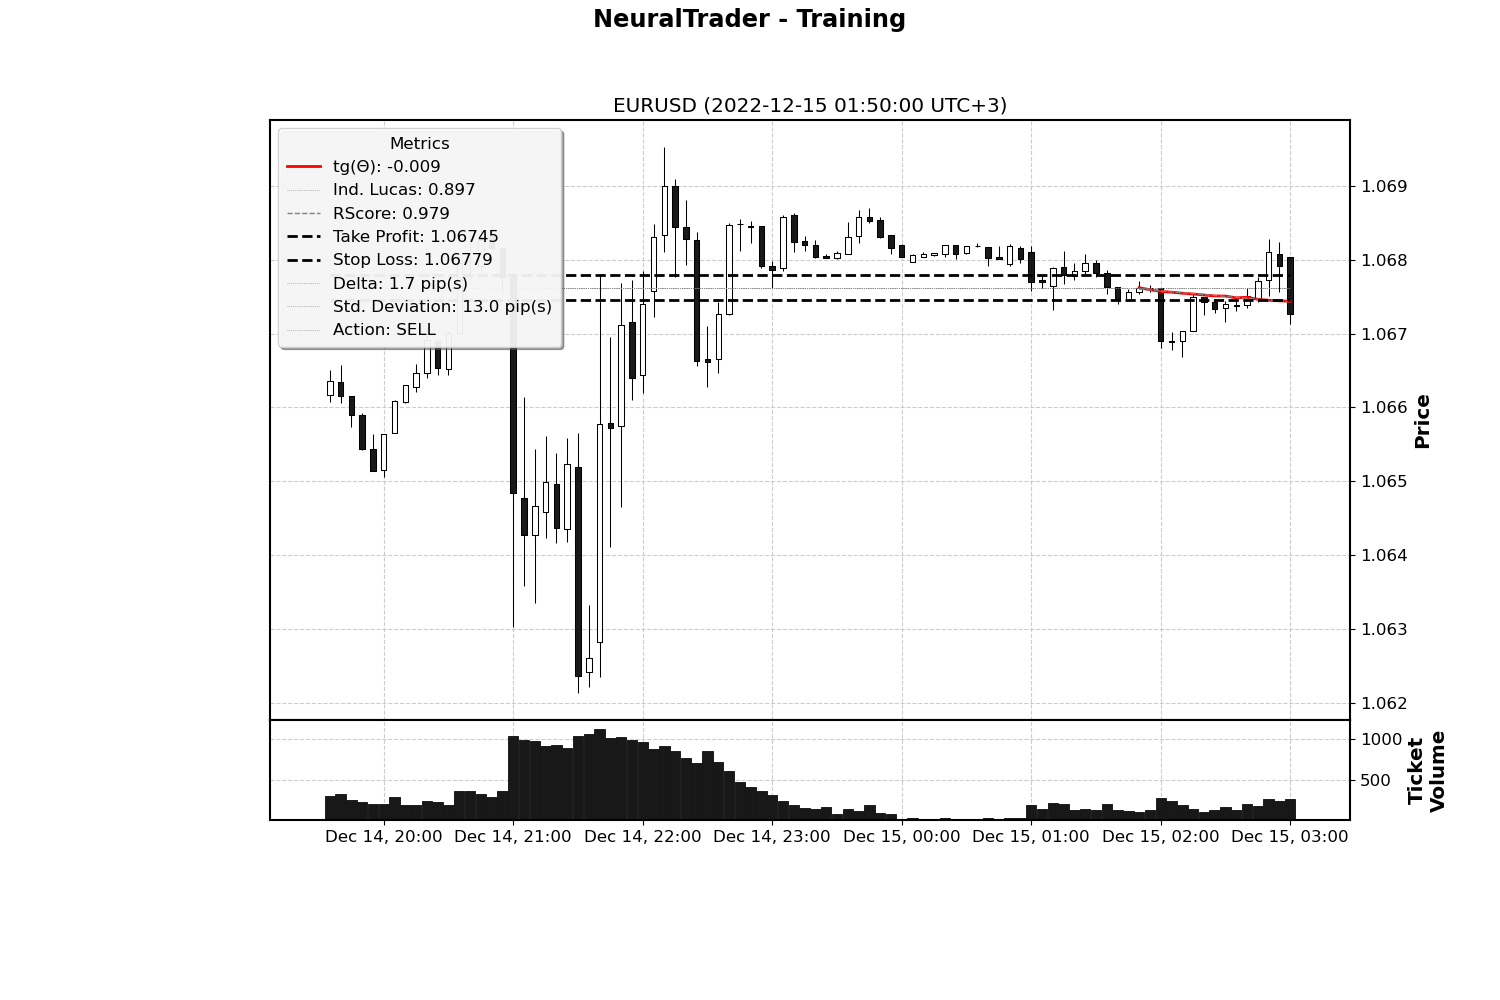 NeuralTrader - Training
EURUSD (2022-12-15 01:50:00 UTC+3)
Metrics
tg(Θ): -0.009
Ind. Lucas: 0.897
RScore: 0.979
Take Profit: 1.06745
Stop Loss: 1.06779
Delta: 1.7 pip(s)
Std. Deviation: 13.0 pip(s)
Action: SELL
1.069
1.068
1.067
1.066
1.065
1.064
1.063
1.062
Price
1000
500
Ticket
Volume
Dec 14, 20:00
Dec 14, 21:00
Dec 14, 22:00
Dec 14, 23:00
Dec 15, 00:00
Dec 15, 01:00
Dec 15, 02:00
Dec 15, 03:00